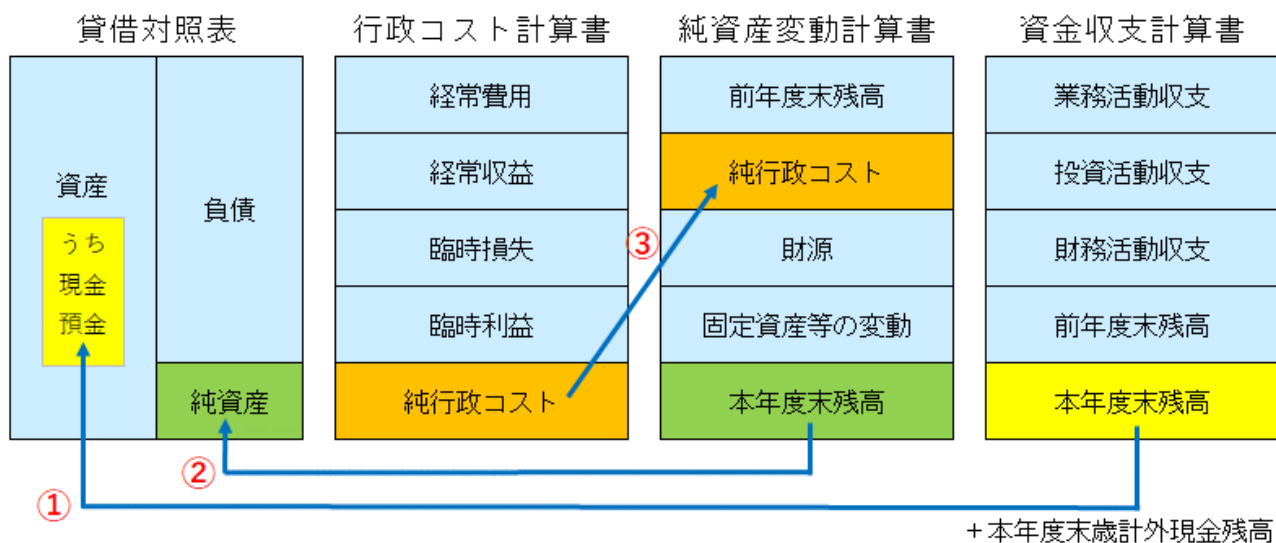 貸借対照表
資産
うち
現金
預金
負債
純資産
行政コスト計算書
経常費用
経常収益
臨時損失
臨時利益
純行政コスト
純資産変動計算書
前年度末残高
純行政コスト
財源
固定資産等の変動
本年度末残高
資金収支計算書
業務活動収支
投資活動収支
財務活動収支
前年度末残高
本年度末残高
③
②
①
+本年度末歳計外現金残高